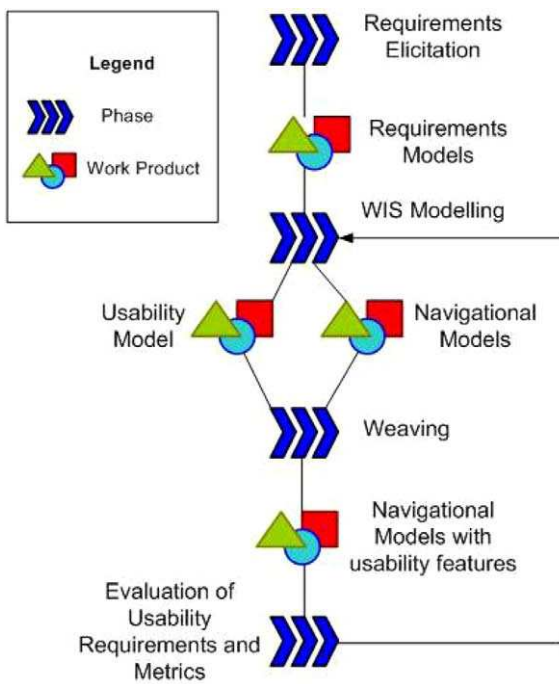 Legend
Phase
Work Product
Requirements
Elicitation
Requirements
Models
WIS Modelling
Usability
Model
Navigational
Models
Weaving
Navigational
Models with
usability features
Evaluation of
Usability
Requirements and
Metrics